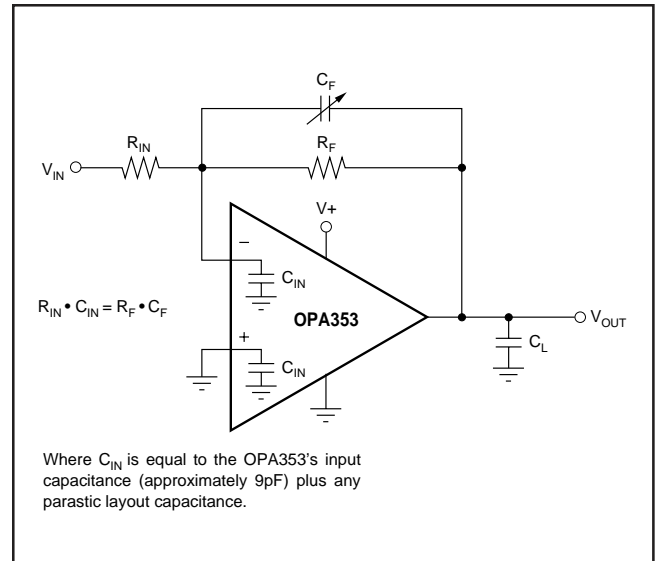 C_F
R_IN
R_F
V_IN
V+
–
C_IN
R_IN • C_IN = R_F • C_F
OPA353
+
C_IN
V_OUT
C_L
Where C_IN is equal to the OPA353's input
capacitance (approximately 9pF) plus any
parastic layout capacitance.